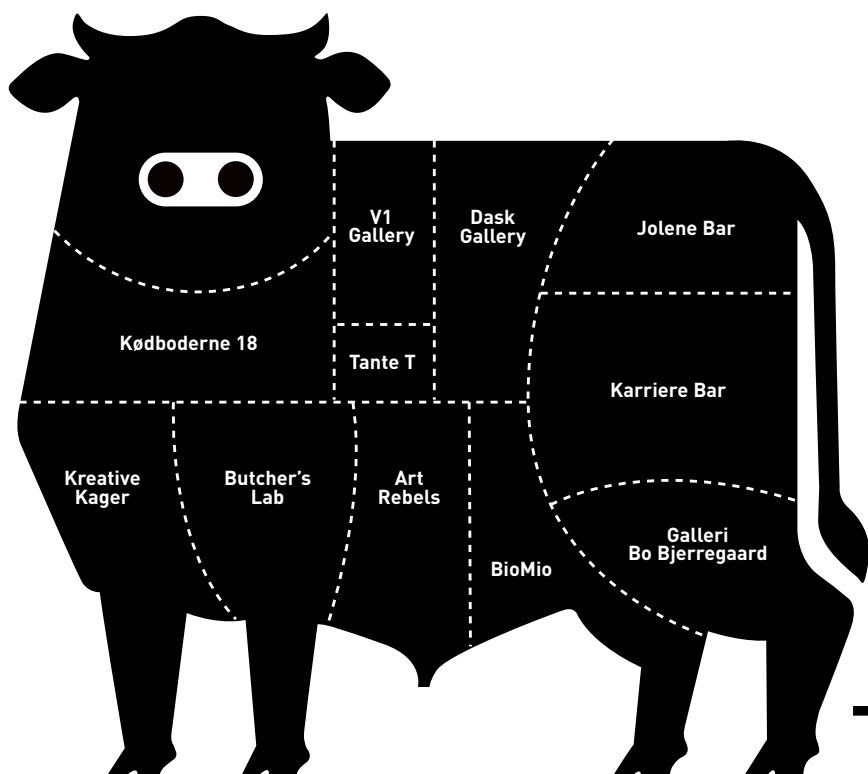 V1
Gallery
Dask
Gallery
Jolene Bar
Kødboderne 18
Tante T
Karriere Bar
Kreative
Kager
Butcher’s
Lab
Art
Rebels
BioMio
Galleri
Bo Bjerregaard